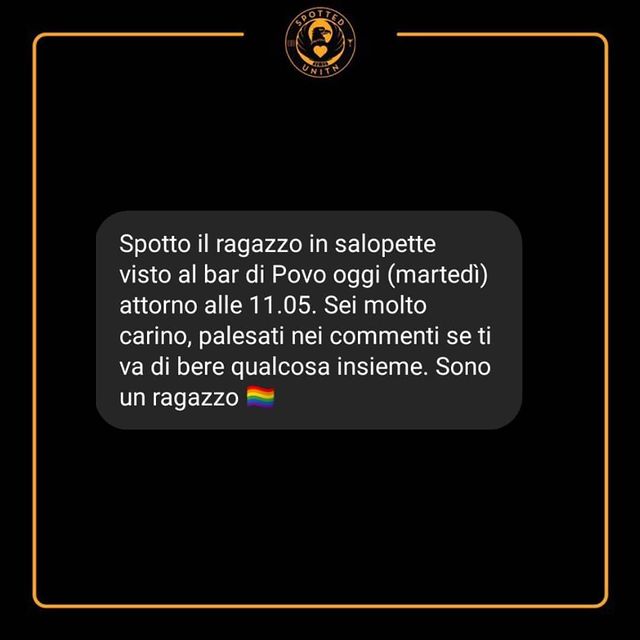 SPOTTED
UNITN
Spotto il ragazzo in salopette
visto al bar di Povo oggi (martedì)
attorno alle 11.05. Sei molto
carino, palesati nei commenti se ti
va di bere qualcosa insieme. Sono
un ragazzo 🏳️‍🌈